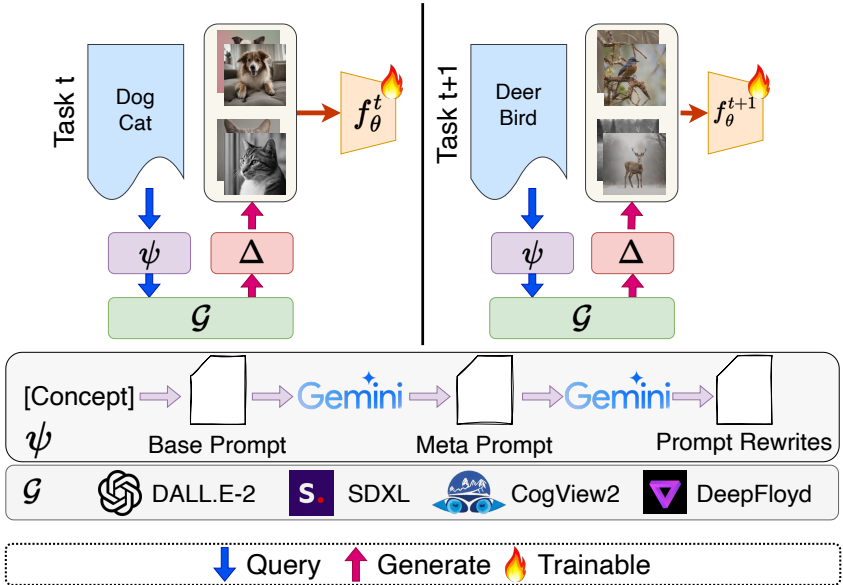 Task t
Dog
Cat
f_θ^t
ψ
Δ
𝒢
Task t+1
Deer
Bird
f_θ^{t+1}
ψ
Δ
𝒢
[Concept]
Gemini
Gemini
ψ
Base Prompt
Meta Prompt
Prompt Rewrites
𝒢
DALL.E-2
S.
SDXL
CogView2
DeepFloyd
Query
Generate
Trainable